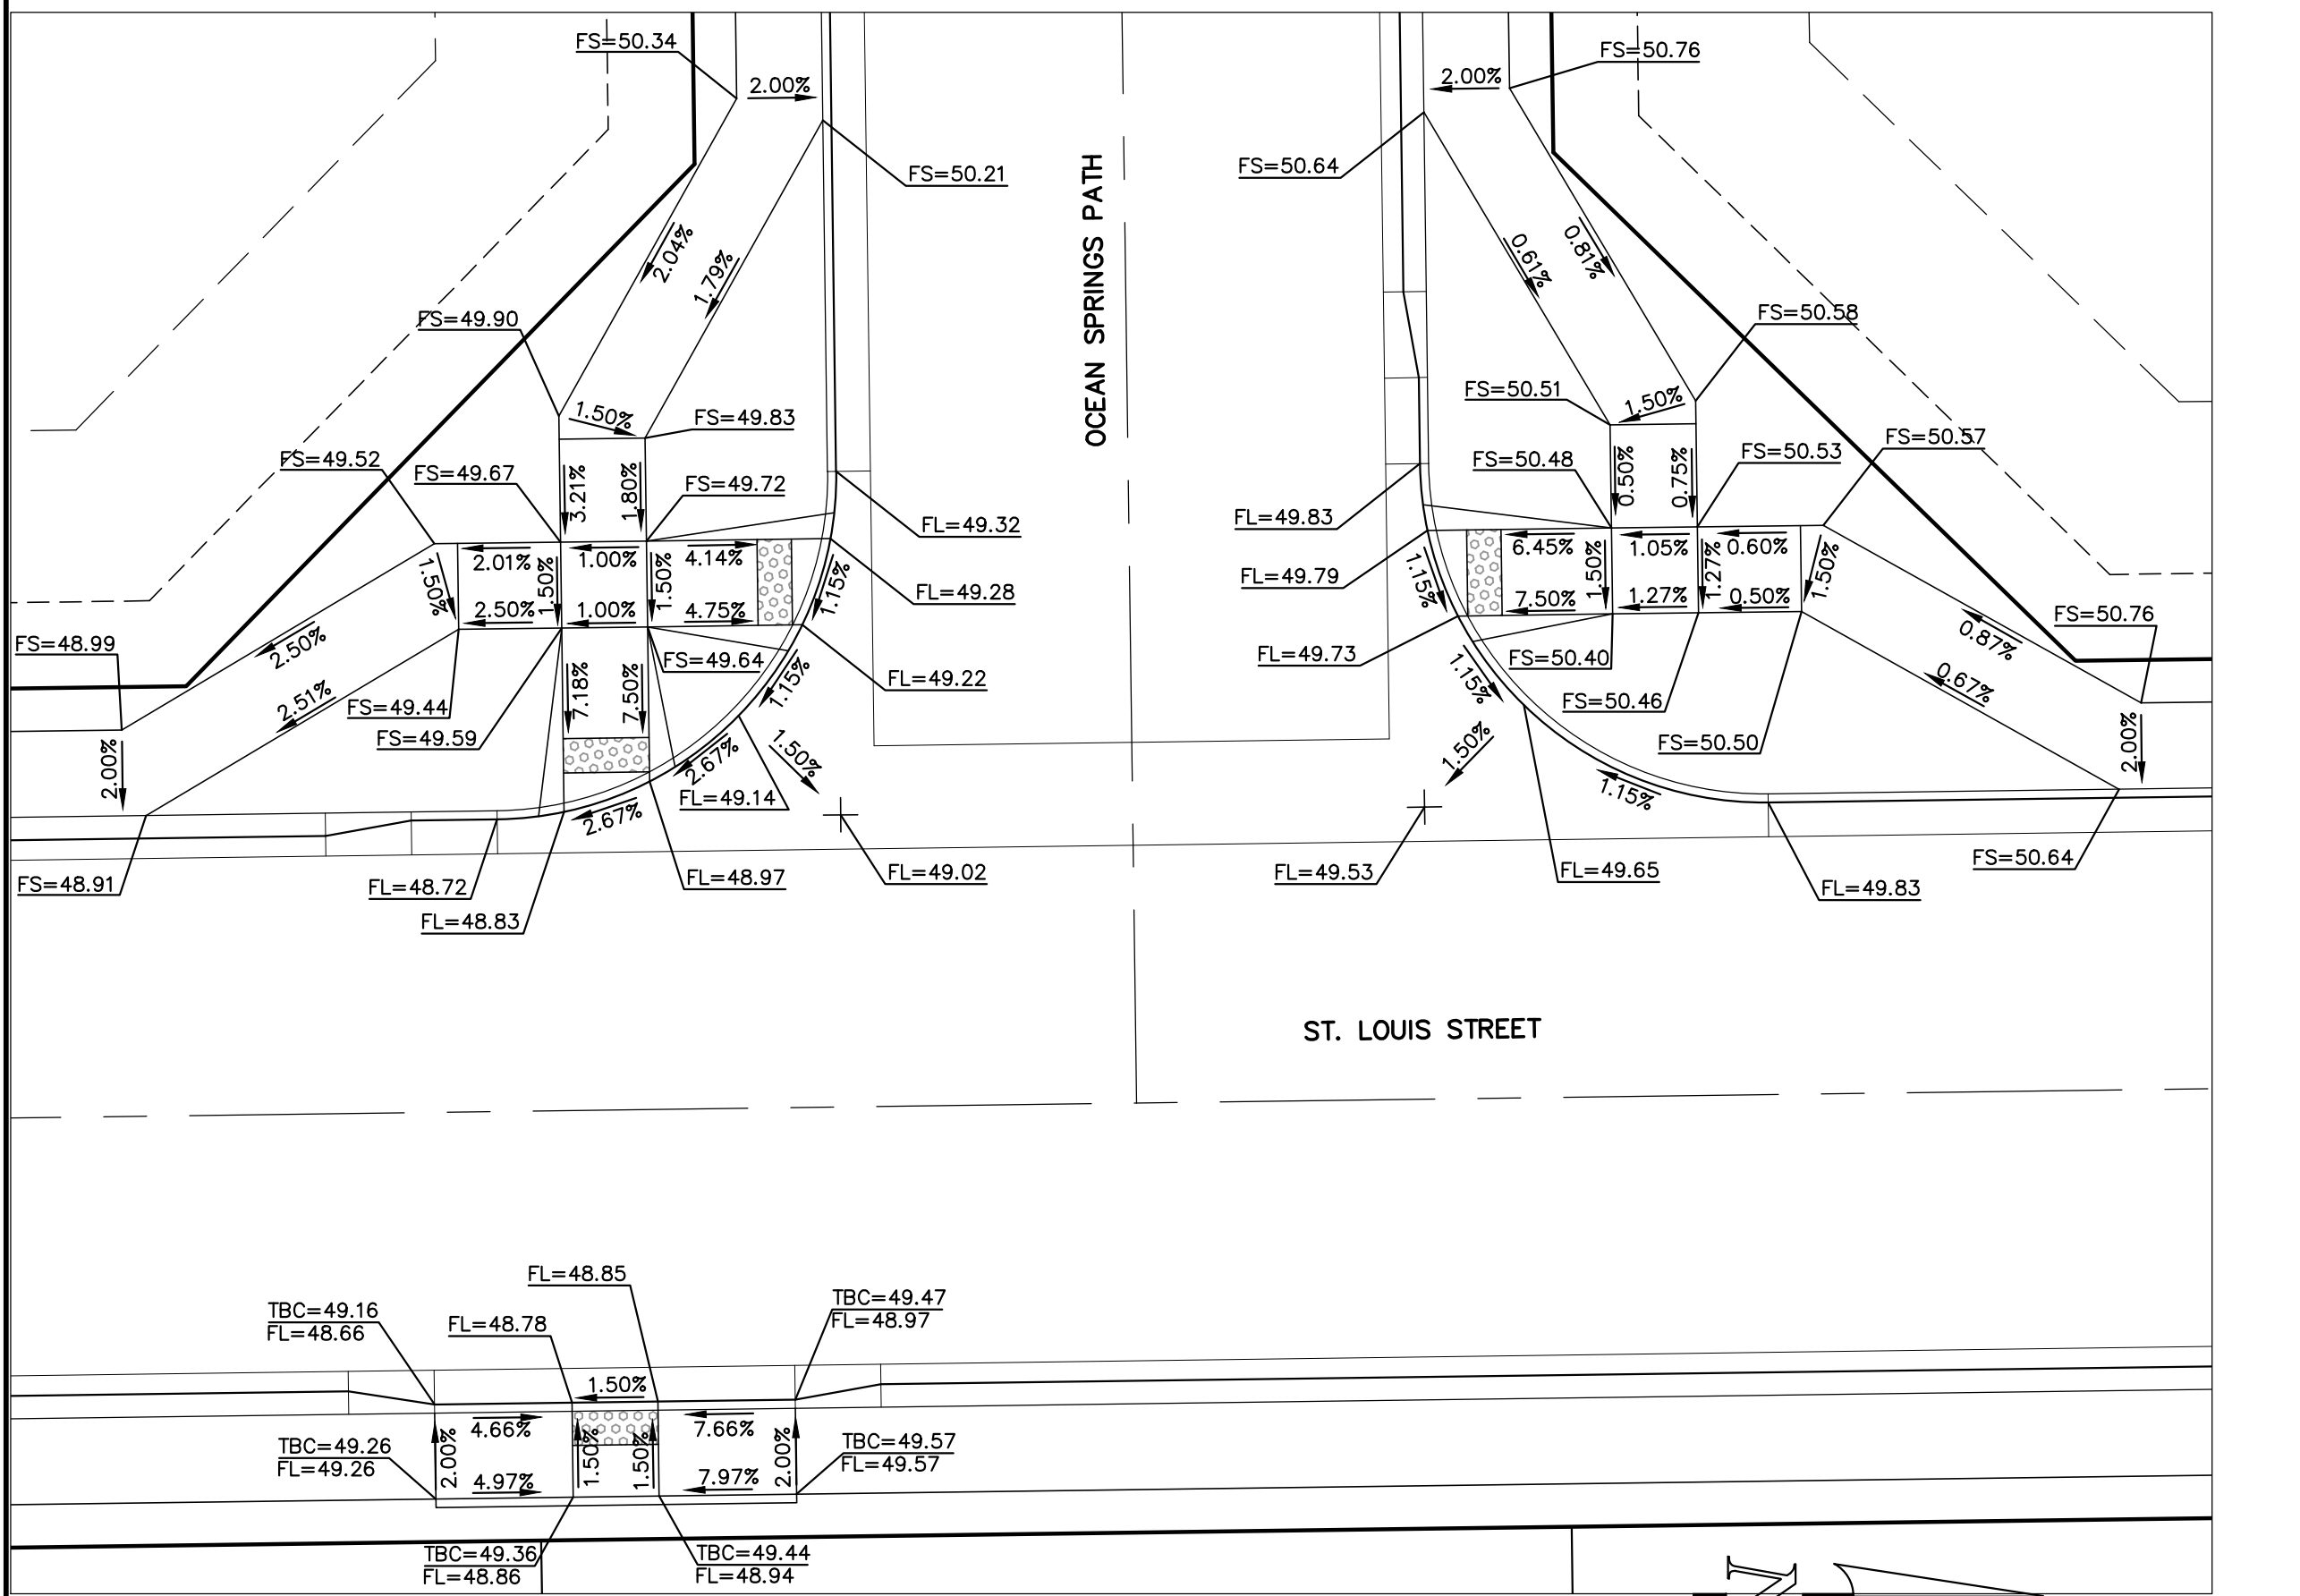 FS=50.34
2.00%
FS=50.21
2.04%
1.79%
FS=49.90
1.50%
FS=49.83
FS=49.52
FS=49.67
3.21%
1.80%
FS=49.72
FL=49.32
2.01%
1.00%
4.14%
1.50%
1.50%
1.50%
2.50%
1.00%
4.75%
1.15%
FL=49.28
FS=48.99
2.50%
2.51%
FS=49.44
FS=49.59
7.18%
7.50%
FS=49.64
1.15%
FL=49.22
2.00%
2.67%
1.50%
FL=49.14
2.67%
FS=48.91
FL=48.72
FL=48.83
FL=48.97
FL=49.02
OCEAN SPRINGS PATH
FS=50.76
2.00%
FS=50.64
0.61%
0.81%
FS=50.58
FS=50.51
1.50%
FS=50.57
FS=50.48
0.50%
0.75%
FS=50.53
FL=49.83
6.45%
1.05%
0.60%
FL=49.79
1.15%
1.50%
1.27%
1.50%
7.50%
1.27%
0.50%
FS=50.76
0.87%
FL=49.73
1.15%
FS=50.40
FS=50.46
0.67%
FS=50.50
2.00%
1.50%
1.15%
FL=49.53
FL=49.65
FL=49.83
FS=50.64
ST. LOUIS STREET
FL=48.85
TBC=49.16
FL=48.66
FL=48.78
TBC=49.47
FL=48.97
1.50%
4.66%
7.66%
TBC=49.26
FL=49.26
2.00%
1.50%
1.50%
2.00%
TBC=49.57
FL=49.57
4.97%
7.97%
TBC=49.36
FL=48.86
TBC=49.44
FL=48.94
N